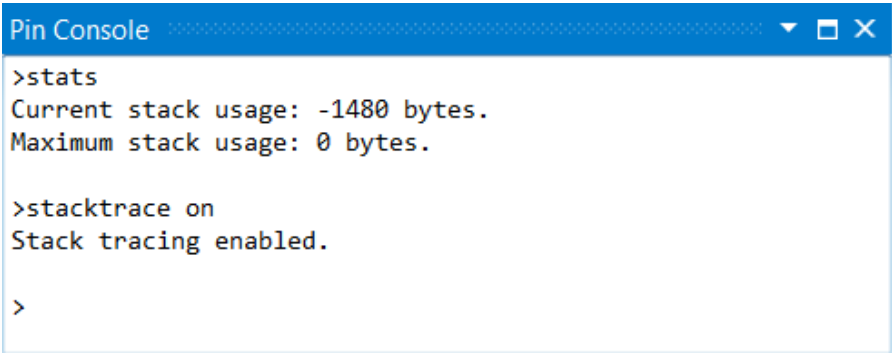 Pin Console
>stats
Current stack usage: -1480 bytes.
Maximum stack usage: 0 bytes.
>stacktrace on
Stack tracing enabled.
>